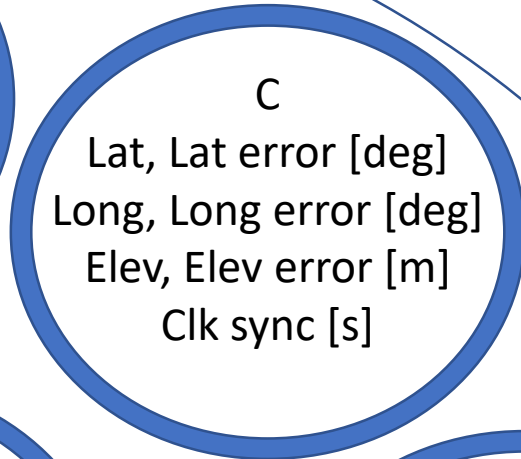 C
Lat, Lat error [deg]
Long, Long error [deg]
Elev, Elev error [m]
Clk sync [s]